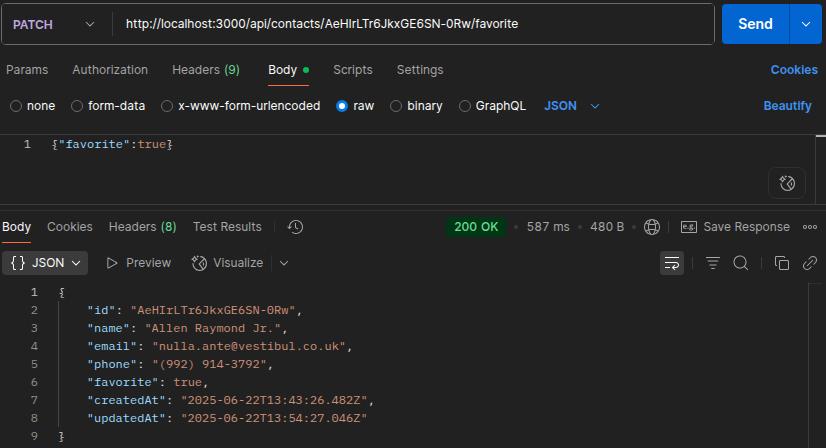 PATCH http://localhost:3000/api/contacts/AeHIrLTr6JkxGE6SN-0Rw/favorite Send
Params Authorization Headers (9) Body Scripts Settings Cookies
none form-data x-www-form-urlencoded raw binary GraphQL JSON Beautify
1 {"favorite":true}
Body Cookies Headers (8) Test Results 200 OK • 587 ms • 480 B • e.g. Save Response
{} JSON Preview Visualize
1 {
2 "id": "AeHIrLTr6JkxGE6SN-0Rw",
3 "name": "Allen Raymond Jr.",
4 "email": "nulla.ante@vestibul.co.uk",
5 "phone": "(992) 914-3792",
6 "favorite": true,
7 "createdAt": "2025-06-22T13:43:26.482Z",
8 "updatedAt": "2025-06-22T13:54:27.046Z"
9 }